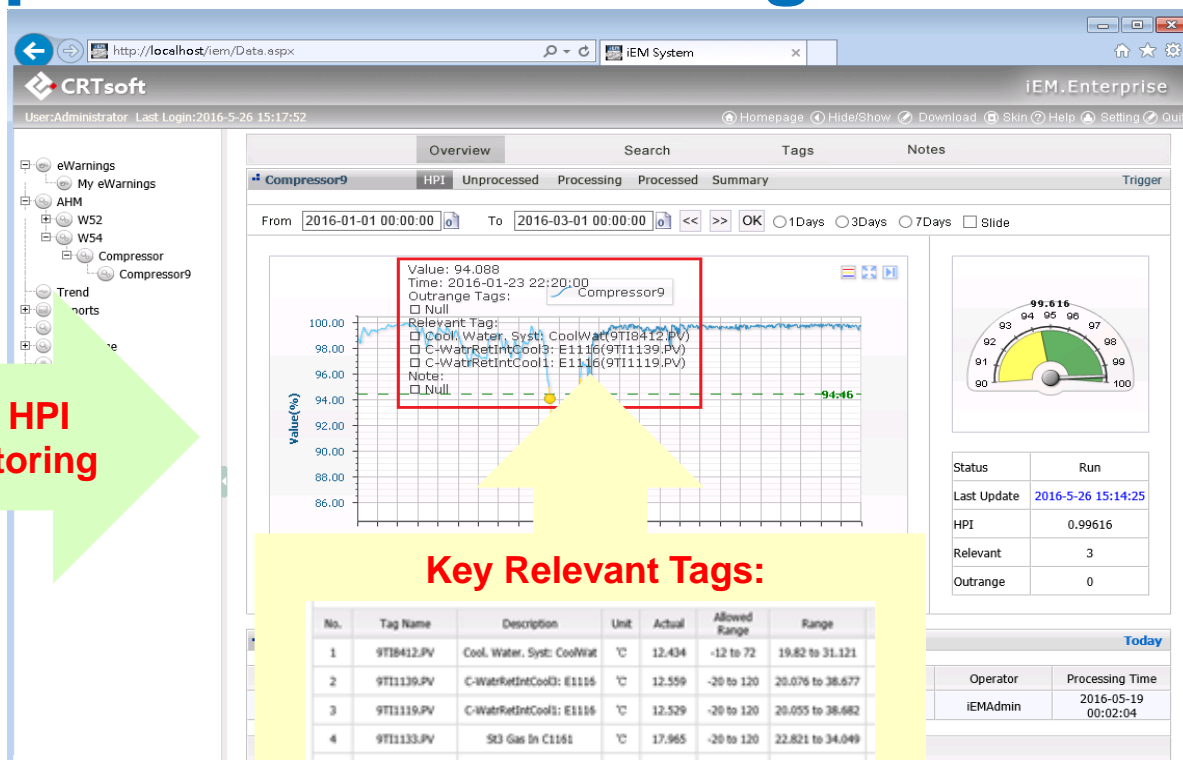 http://localhost/iem/Data.aspx
iEM System
CRTsoft
iEM.Enterprise
User:Administrator Last Login:2016-5-26 15:17:52
Homepage Hide/Show Download Skin Help Setting
eWarnings
My eWarnings
AHM
W52
W54
Compressor
Compressor9
Trend
HPI
Overview Search Tags Notes
Compressor9 HPI Unprocessed Processing Processed Summary Trigger
From 2016-01-01 00:00:00 To 2016-03-01 00:00:00 << >> OK 1Days 3Days 7Days Slide
Value: 94.088
Time: 2016-01-23 22:20:00
Outrange Tags:
Null
Relevant Tag:
Cool. Water. Syst: CoolWat(9TI8412.PV)
C-WatrRetIntCool3: E1116(9TI1139.PV)
C-WatrRetIntCool1: E1116(9TI1119.PV)
Note:
Null
Compressor9
Value(%)
100.00
98.00
96.00
94.00
92.00
90.00
88.00
86.00
94.46
99.616
90 91 92 93 94 95 96 97 98 99 100
Status Run
Last Update 2016-5-26 15:14:25
HPI 0.99616
Relevant 3
Outrange 0
Key Relevant Tags:
No. Tag Name Description Unit Actual Allowed Range Range
1 9TI8412.PV Cool. Water. Syst: CoolWat ℃ 12.434 -12 to 72 19.82 to 31.121
2 9TI1139.PV C-WatrRetIntCool3: E1116 ℃ 12.559 -20 to 120 20.076 to 38.677
3 9TI1119.PV C-WatrRetIntCool1: E1116 ℃ 12.529 -20 to 120 20.055 to 38.682
4 9TI1133.PV St3 Gas In C1161 ℃ 17.965 -20 to 120 22.821 to 34.049
Today
Operator Processing Time
iEMAdmin 2016-05-19
00:02:04